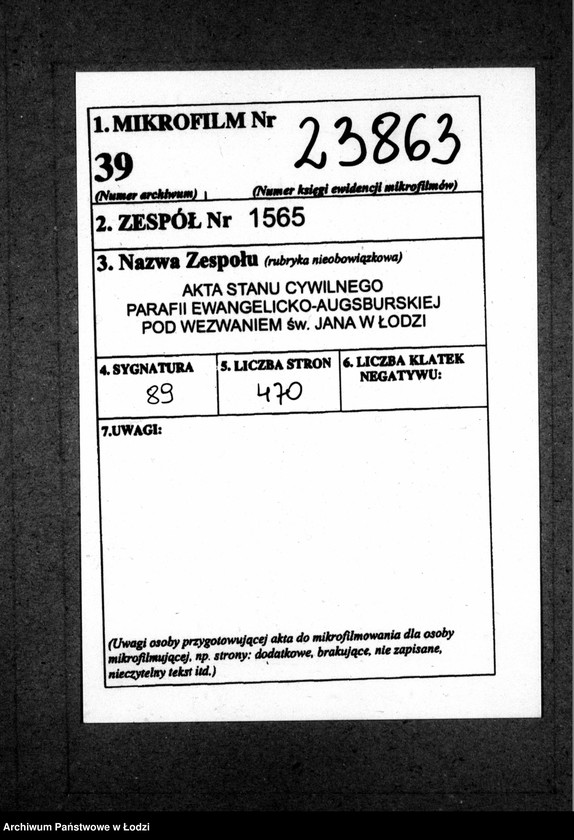 1. MIKROFILM Nr 23863
39
(Numer archiwum) (Numer księgi ewidencji mikrofilmów)
2. ZESPÓŁ Nr 1565
3. Nazwa Zespołu (rubryka nieobowiązkowa)
AKTA STANU CYWILNEGO
PARAFII EWANGELICKO-AUGSBURSKIEJ
POD WEZWANIEM św. JANA W ŁODZI
4. SYGNATURA 5. LICZBA STRON 6. LICZBA KLATEK
NEGATYWU:
89 470
7.UWAGI:
(Uwagi osoby przygotowującej akta do mikrofilmowania dla osoby
mikrofilmującej, np. strony: dodatkowe, brakujące, nie zapisane,
nieczytelny tekst itd.)
Archiwum Państwowe w Łodzi